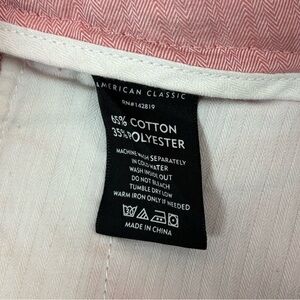 AMERICAN CLASSIC
RN#142819
65% COTTON
35% POLYESTER
MACHINE WASH SEPARATELY
IN COLD WATER
WASH INSIDE OUT
DO NOT BLEACH
TUMBLE DRY LOW
WARM IRON ONLY IF NEEDED
MADE IN CHINA